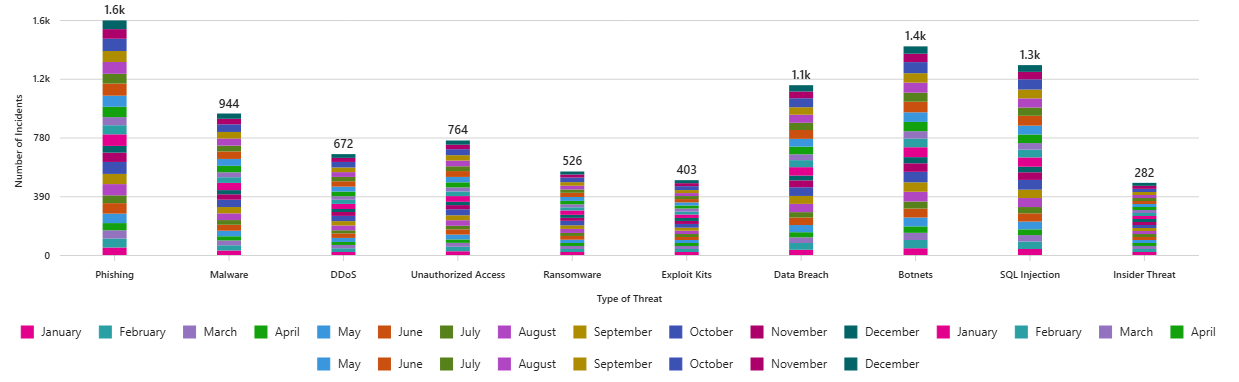 1.6k
1.6k
1.4k
1.3k
1.2k
1.1k
944
780
764
672
526
403
390
282
0
Number of Incidents
Phishing Malware DDoS Unauthorized Access Ransomware Exploit Kits Data Breach Botnets SQL Injection Insider Threat
Type of Threat
January February March April May June July August September October November December January February March April
May June July August September October November December